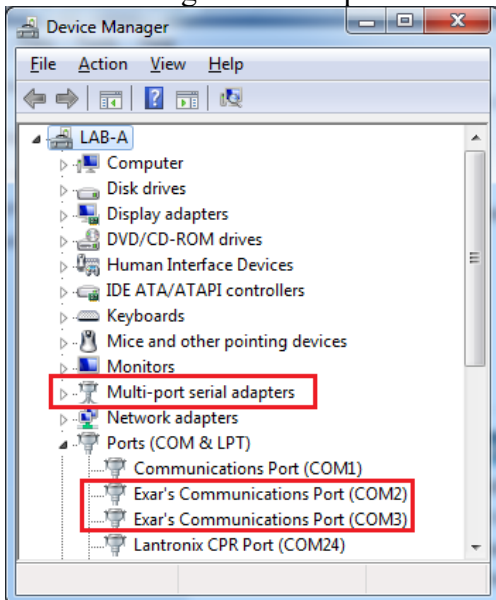 Device Manager
File Action View Help
LAB-A
Computer
Disk drives
Display adapters
DVD/CD-ROM drives
Human Interface Devices
IDE ATA/ATAPI controllers
Keyboards
Mice and other pointing devices
Monitors
Multi-port serial adapters
Network adapters
Ports (COM & LPT)
Communications Port (COM1)
Exar's Communications Port (COM2)
Exar's Communications Port (COM3)
Lantronix CPR Port (COM24)